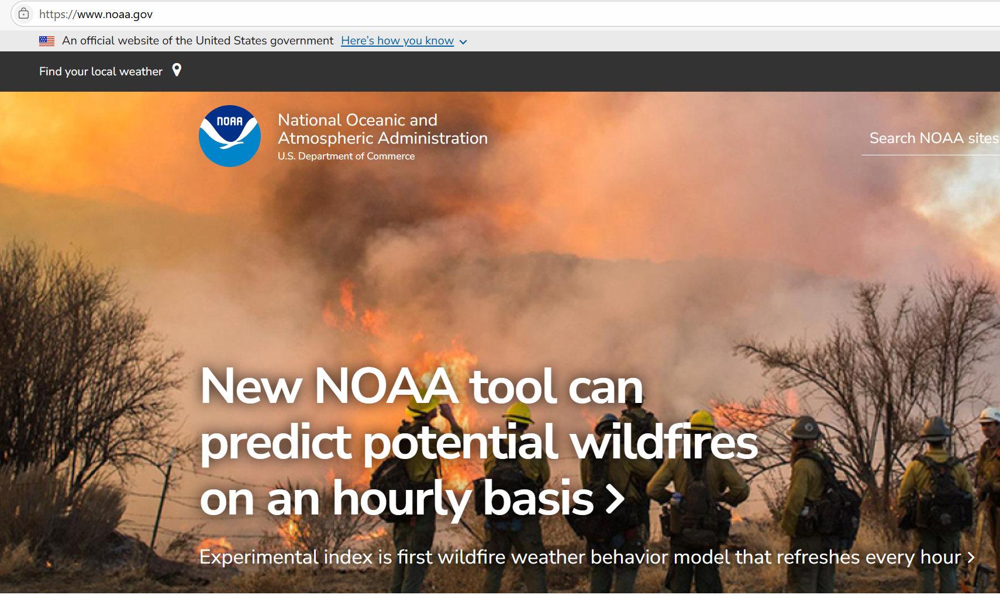 https://www.noaa.gov
An official website of the United States government Here's how you know
Find your local weather
NOAA
National Oceanic and
Atmospheric Administration
U.S. Department of Commerce
Search NOAA sites
New NOAA tool can
predict potential wildfires
on an hourly basis
Experimental index is first wildfire weather behavior model that refreshes every hour